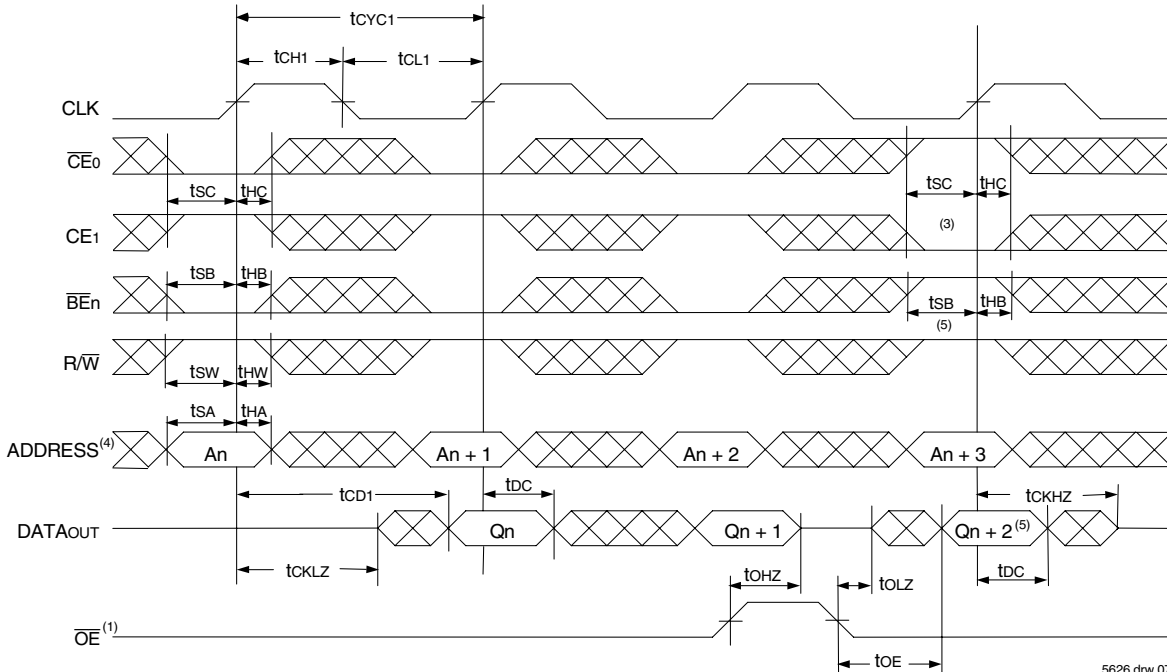 tCYC1
tCH1 tCL1
CLK
CE0
tSC tHC tSC tHC
(3)
CE1
tSB tHB
BEn
tSB tHB
(5)
R/W
tSW tHW
tSA tHA
ADDRESS(4) An An + 1 An + 2 An + 3
tCD1 tDC tCKHZ
DATAOUT Qn Qn + 1 Qn + 2(5)
tCKLZ tOHZ tOLZ tDC
OE(1)
tOE
5626 drw 07